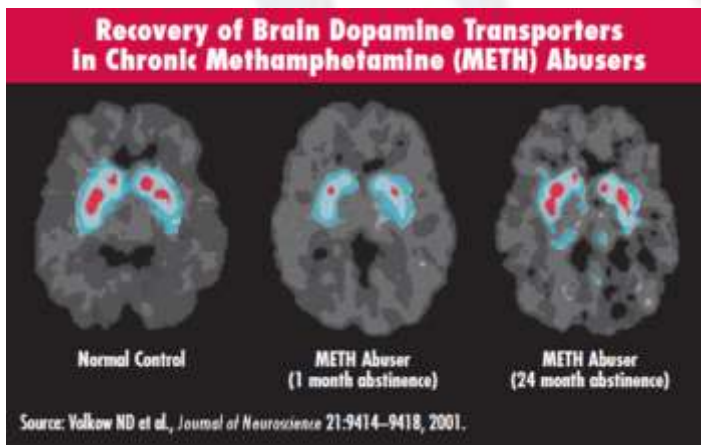 Recovery of Brain Dopamine Transporters
in Chronic Methamphetamine (METH) Abusers
Normal Control
METH Abuser
(1 month abstinence)
METH Abuser
(24 month abstinence)
Source: Volkow ND et al., Journal of Neuroscience 21:9414–9418, 2001.